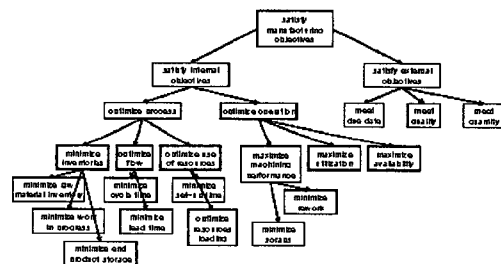 satisfy
manufacturing
objectives
satisfy internal
objectives
satisfy external
objectives
optimize process
optimize operation
meet
due date
meet
quality
meet
quantity
minimize
inventories
optimize
flow
optimize use
of resources
maximize
machining
performance
maximize
utilization
maximize
availability
minimize raw
material inventory
minimize
cycle time
minimize
set-up time
minimize
rework
minimize work
in process
minimize
lead time
optimize
resources
loading
minimize
scraps
minimize end
product storage